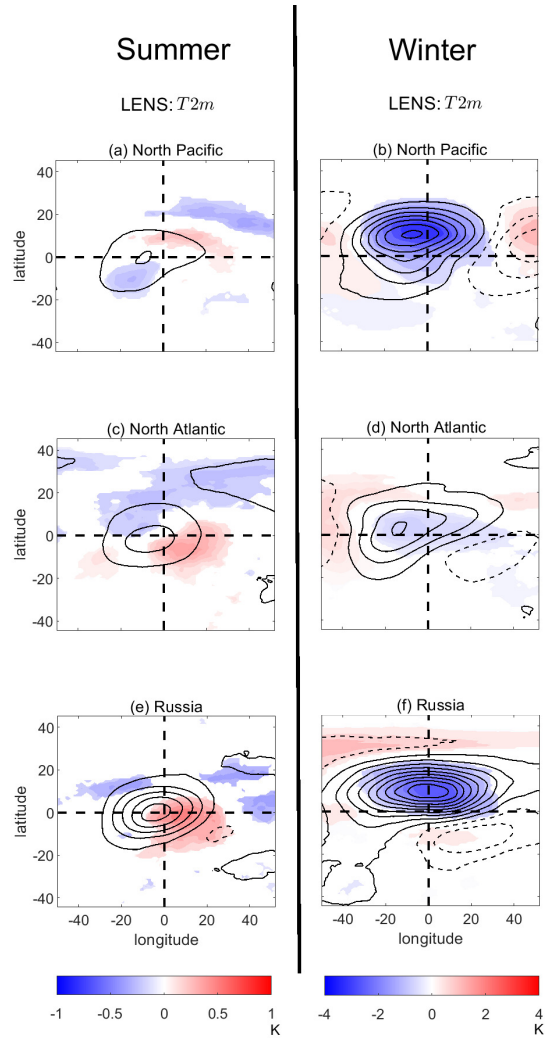 Summer
Winter
LENS: T2m
LENS: T2m
(a) North Pacific
(b) North Pacific
latitude
40
20
0
-20
-40
(c) North Atlantic
(d) North Atlantic
latitude
40
20
0
-20
-40
(e) Russia
(f) Russia
latitude
40
20
0
-20
-40
-40 -20 0 20 40
-40 -20 0 20 40
longitude
longitude
-1 -0.5 0 0.5 1
-4 -2 0 2 4
K
K